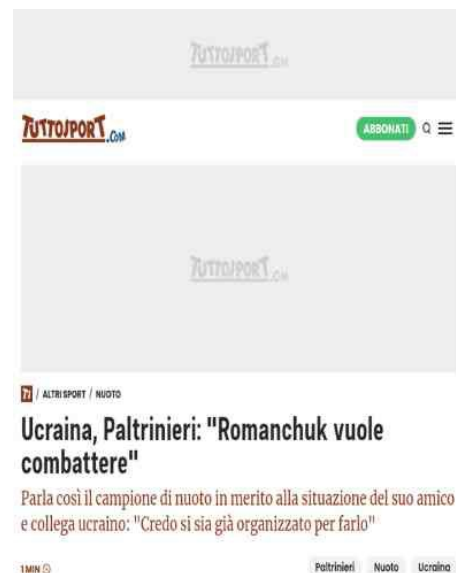 TUTTOSPORT.COM
TUTTOSPORT.COM
ABBONATI
TUTTOSPORT.COM
/ ALTRI SPORT / NUOTO
Ucraina, Paltrinieri: "Romanchuk vuole
combattere"
Parla così il campione di nuoto in merito alla situazione del suo amico
e collega ucraino: "Credo si sia già organizzato per farlo"
1 MIN
Paltrinieri Nuoto Ucraina